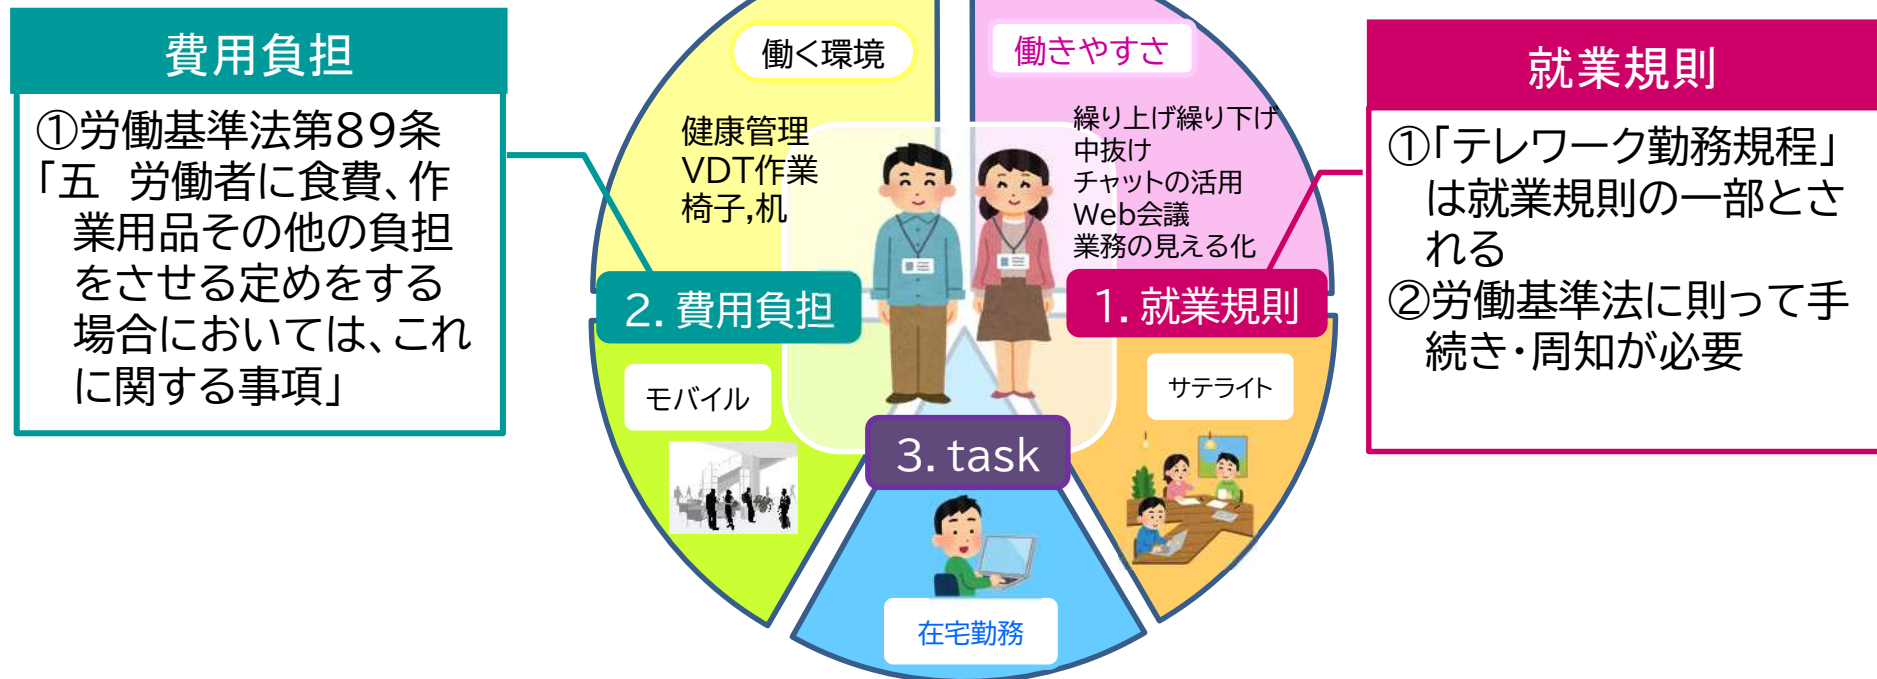 費用負担
①労働基準法第89条
「五　労働者に食費、作
業用品その他の負担
をさせる定めをする
場合においては、これ
に関する事項」
働く環境
健康管理
VDT作業
椅子,机
働きやすさ
繰り上げ繰り下げ
中抜け
チャットの活用
Web会議
業務の見える化
就業規則
①「テレワーク勤務規程」
は就業規則の一部とさ
れる
②労働基準法に則って手
続き・周知が必要
2. 費用負担
1. 就業規則
モバイル
サテライト
3. task
在宅勤務